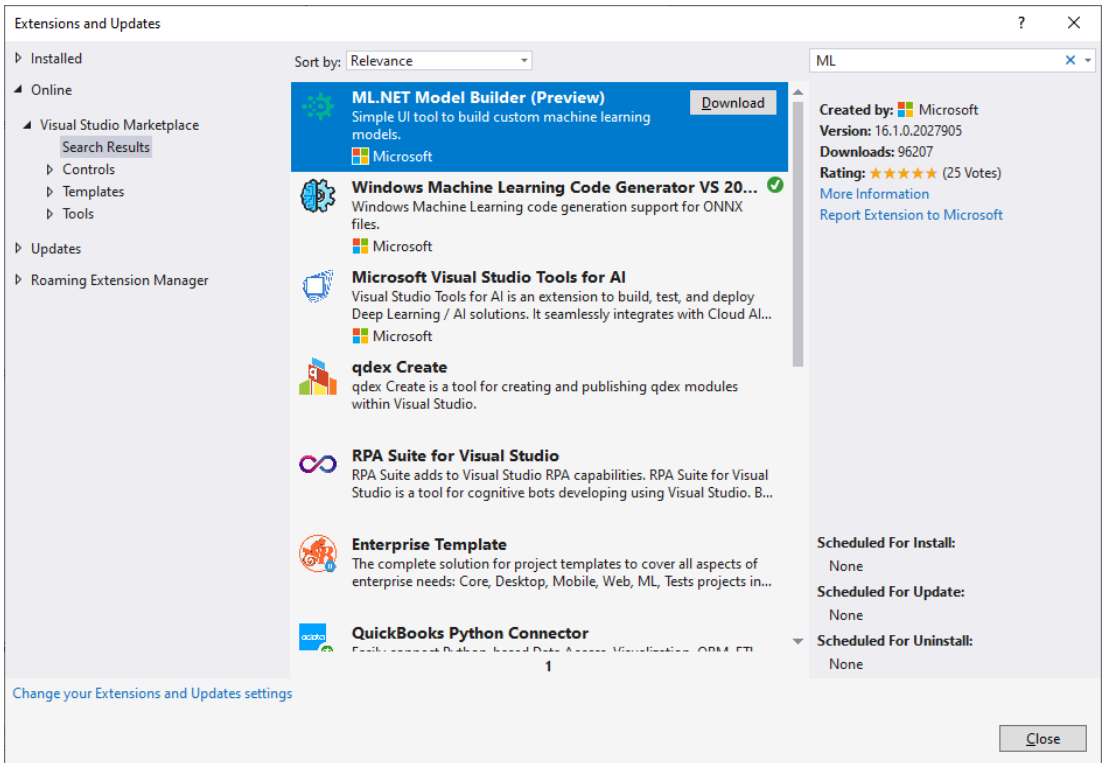 Extensions and Updates
?
Installed
Online
Visual Studio Marketplace
Search Results
Controls
Templates
Tools
Updates
Roaming Extension Manager
Sort by: Relevance
ML.NET Model Builder (Preview)
Download
Simple UI tool to build custom machine learning
models.
Microsoft
Windows Machine Learning Code Generator VS 20...
Windows Machine Learning code generation support for ONNX
files.
Microsoft
Microsoft Visual Studio Tools for AI
Visual Studio Tools for AI is an extension to build, test, and deploy
Deep Learning / AI solutions. It seamlessly integrates with Cloud AI...
Microsoft
qdex Create
qdex Create is a tool for creating and publishing qdex modules
within Visual Studio.
RPA Suite for Visual Studio
RPA Suite adds to Visual Studio RPA capabilities. RPA Suite for Visual
Studio is a tool for cognitive bots developing using Visual Studio. B...
Enterprise Template
The complete solution for project templates to cover all aspects of
enterprise needs: Core, Desktop, Mobile, Web, ML, Tests projects in...
QuickBooks Python Connector
1
ML
Created by: Microsoft
Version: 16.1.0.2027905
Downloads: 96207
Rating: ★★★★★ (25 Votes)
More Information
Report Extension to Microsoft
Scheduled For Install:
None
Scheduled For Update:
None
Scheduled For Uninstall:
None
Change your Extensions and Updates settings
Close